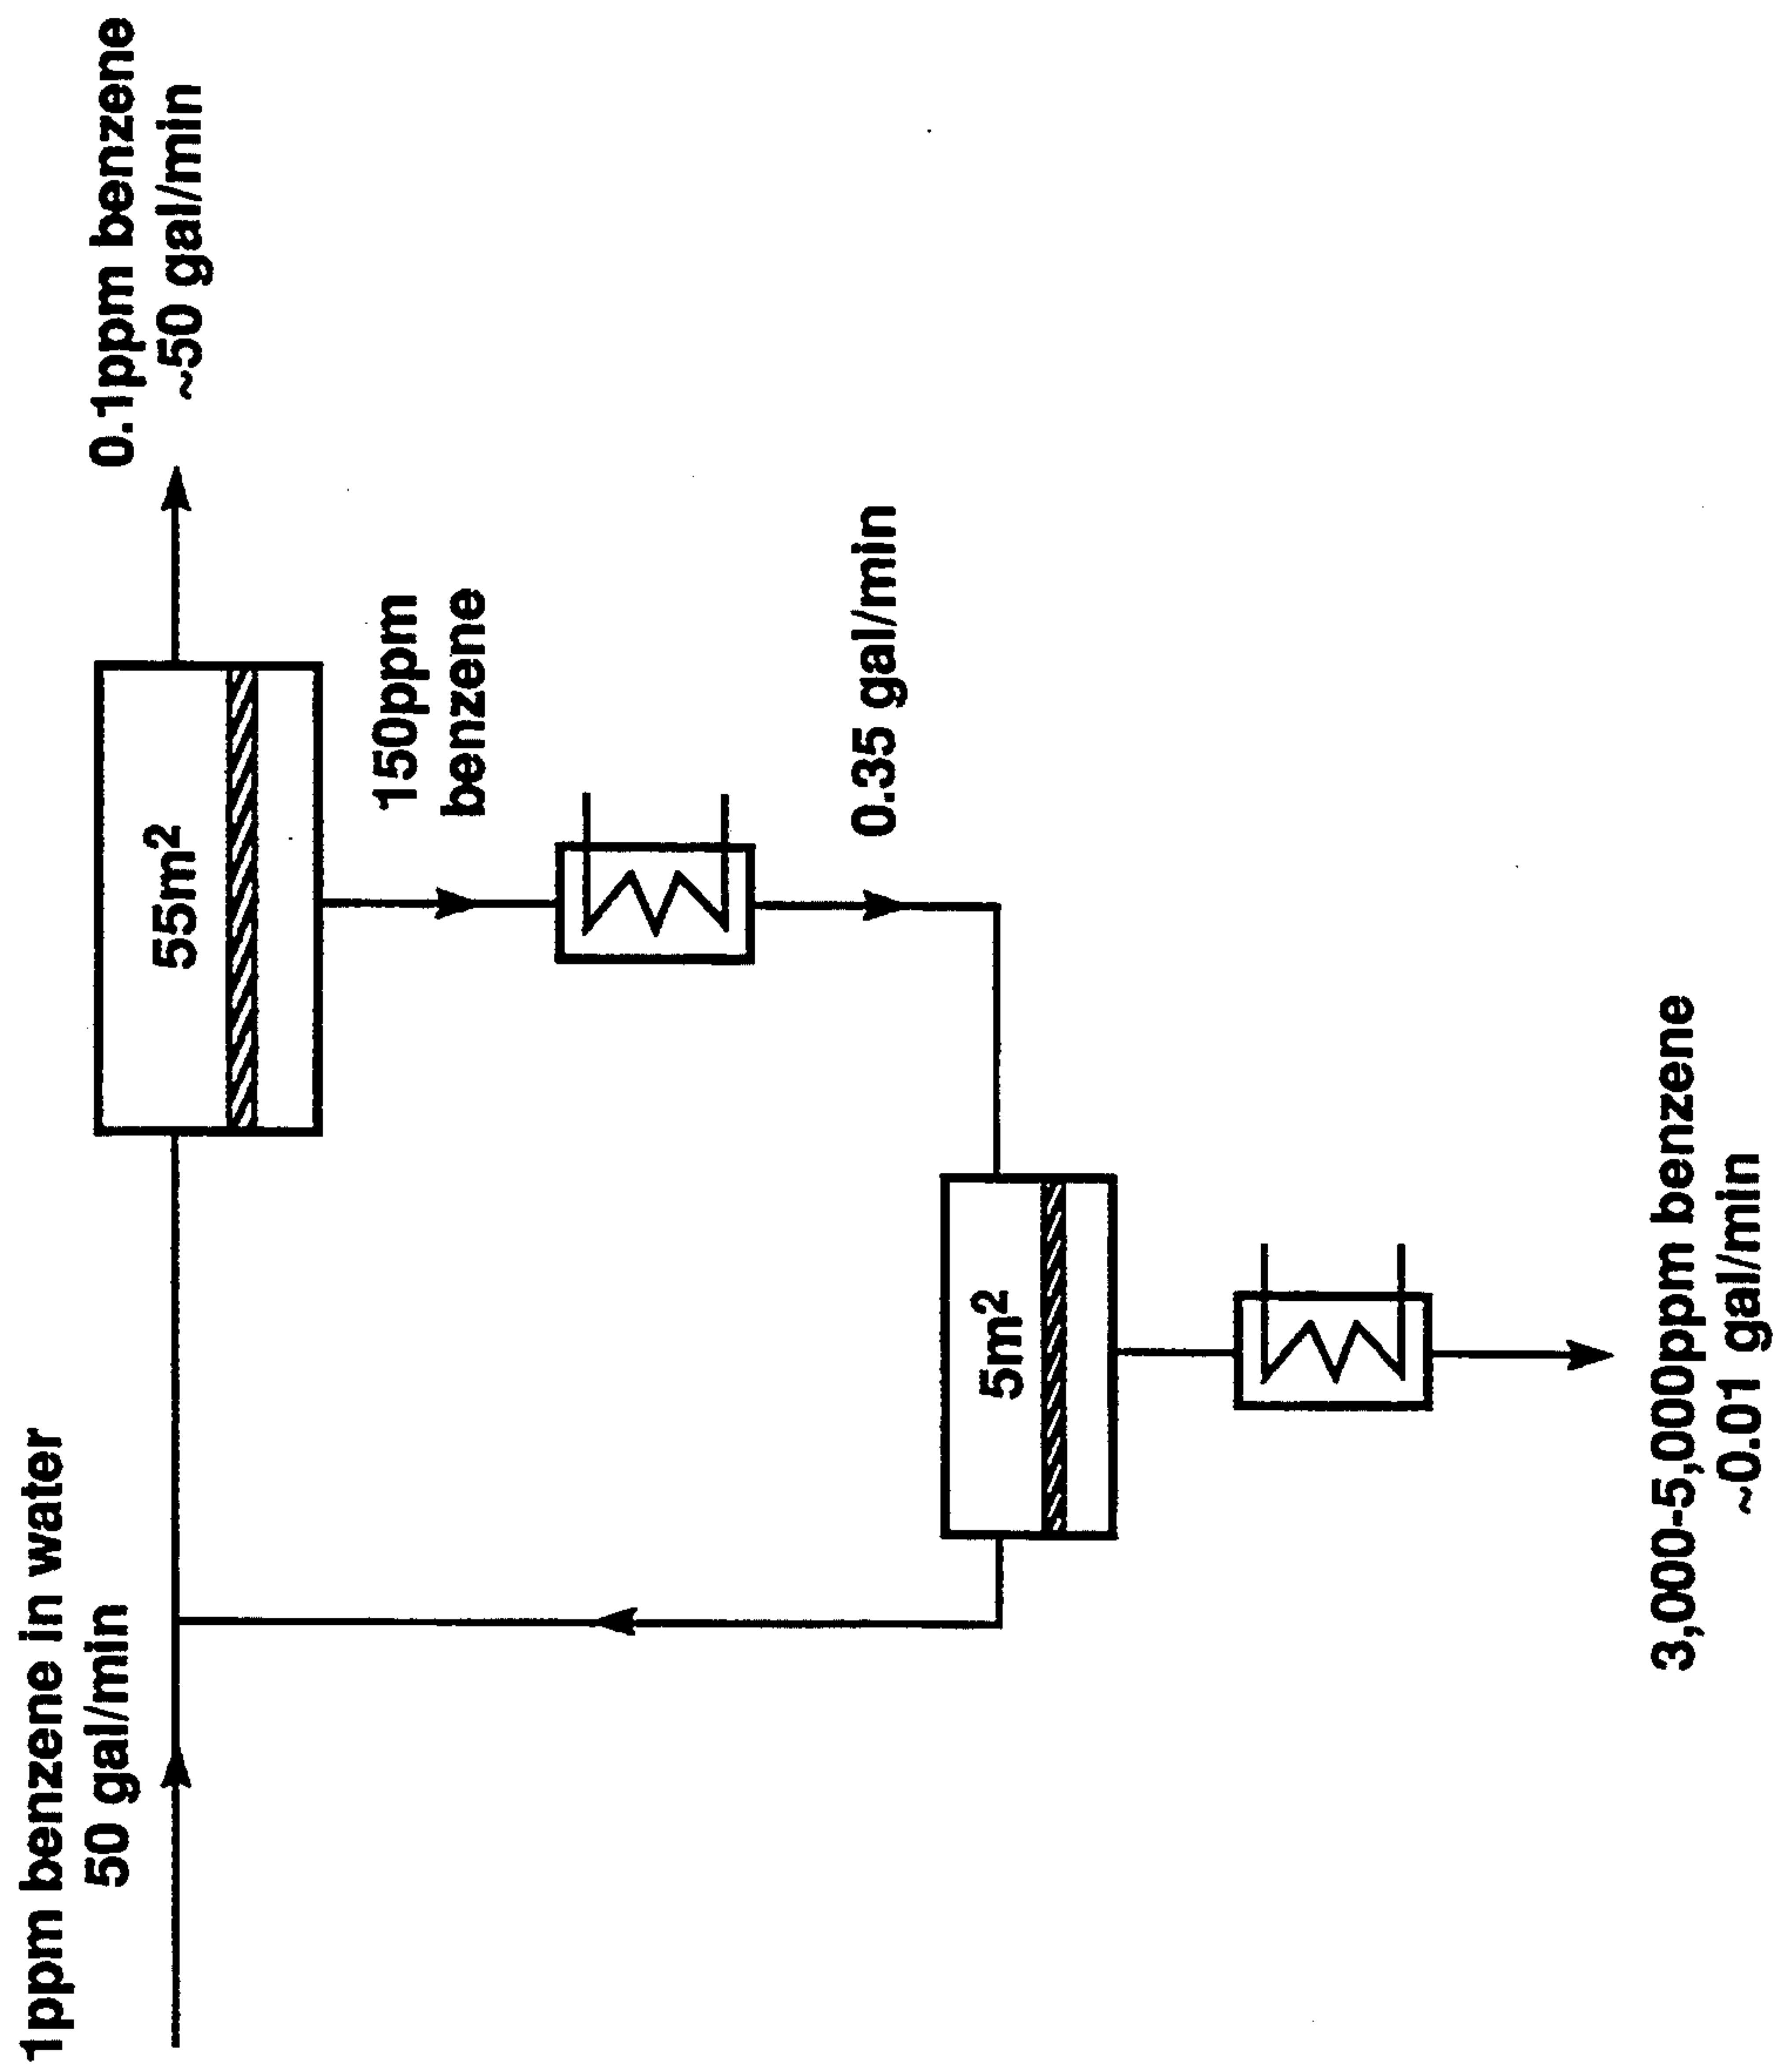 1ppm benzene in water
50 gal/min
55m²
0.1ppm benzene
~50 gal/min
150ppm
benzene
0.35 gal/min
5m²
3,000-5,000ppm benzene
~0.01 gal/min